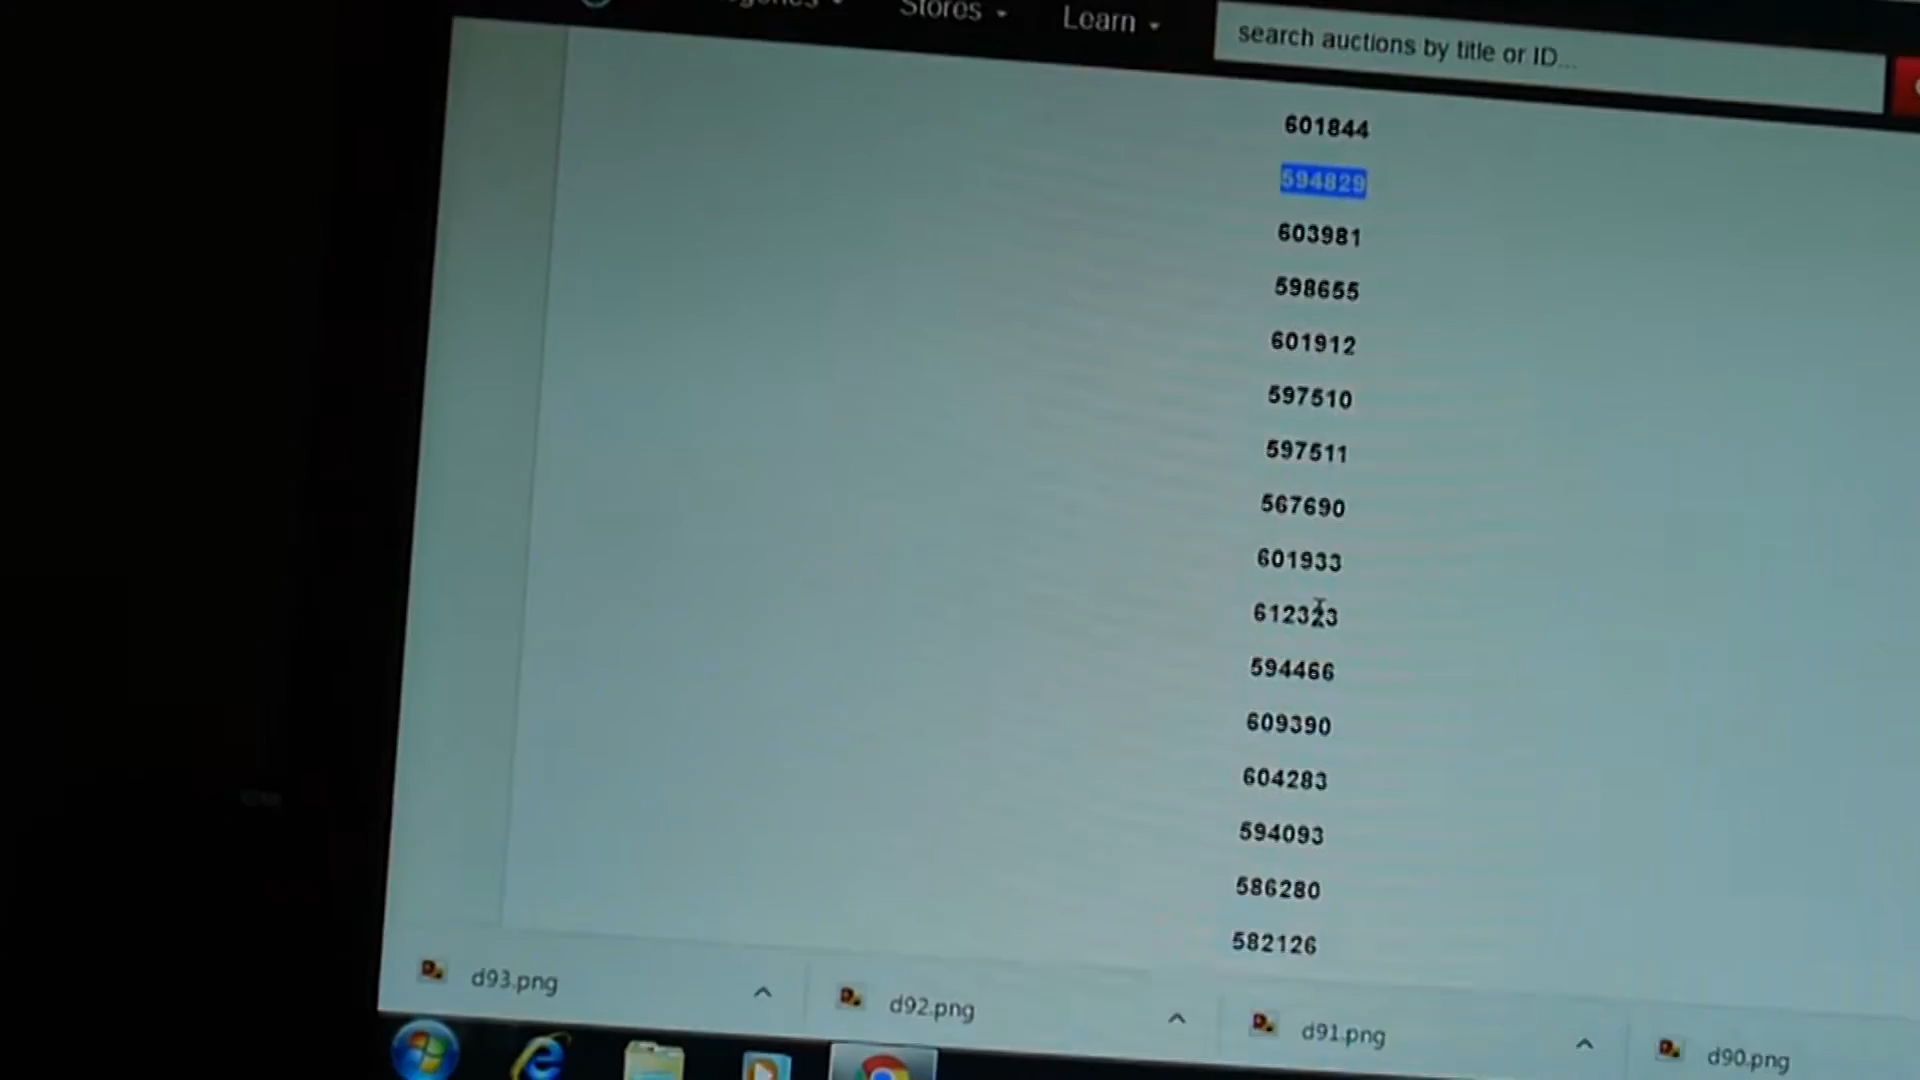 Stores
Learn
search auctions by title or ID...
601844
594829
603981
598655
601912
597510
597511
567690
601933
612323
594466
609390
604283
594093
586280
582126
d93.png
d92.png
d91.png
d90.png